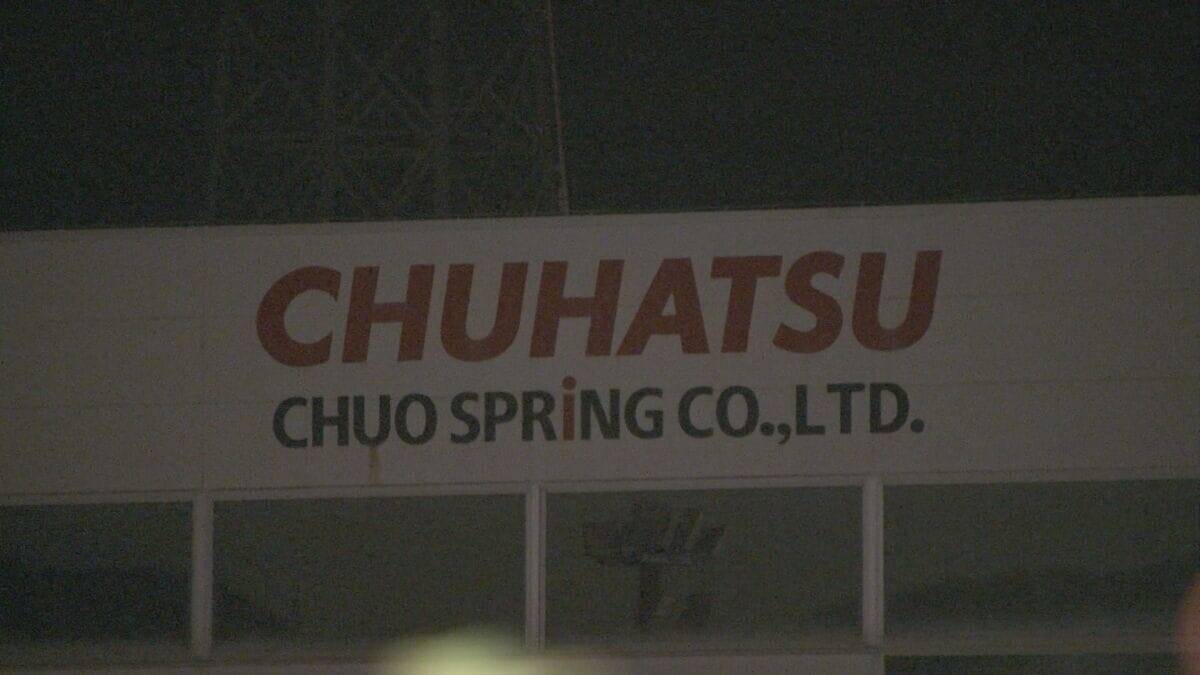 CHUHATSU
CHUO SPRiNG CO.,LTD.